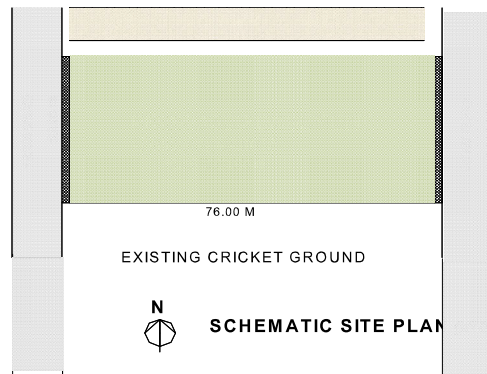 76.00 M
EXISTING CRICKET GROUND
N
SCHEMATIC SITE PLAN